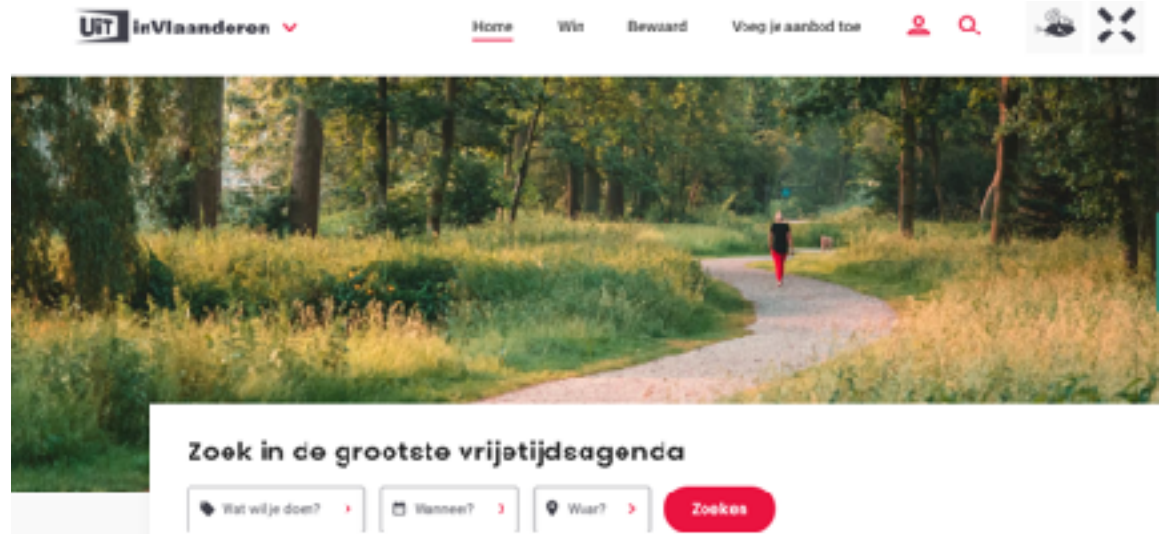 UiT inVlaanderen
Home Win Bewaard Voeg je aanbod toe
Zoek in de grootste vrijetijdsagenda
Wat wil je doen? Wanneer? Waar? Zoeken